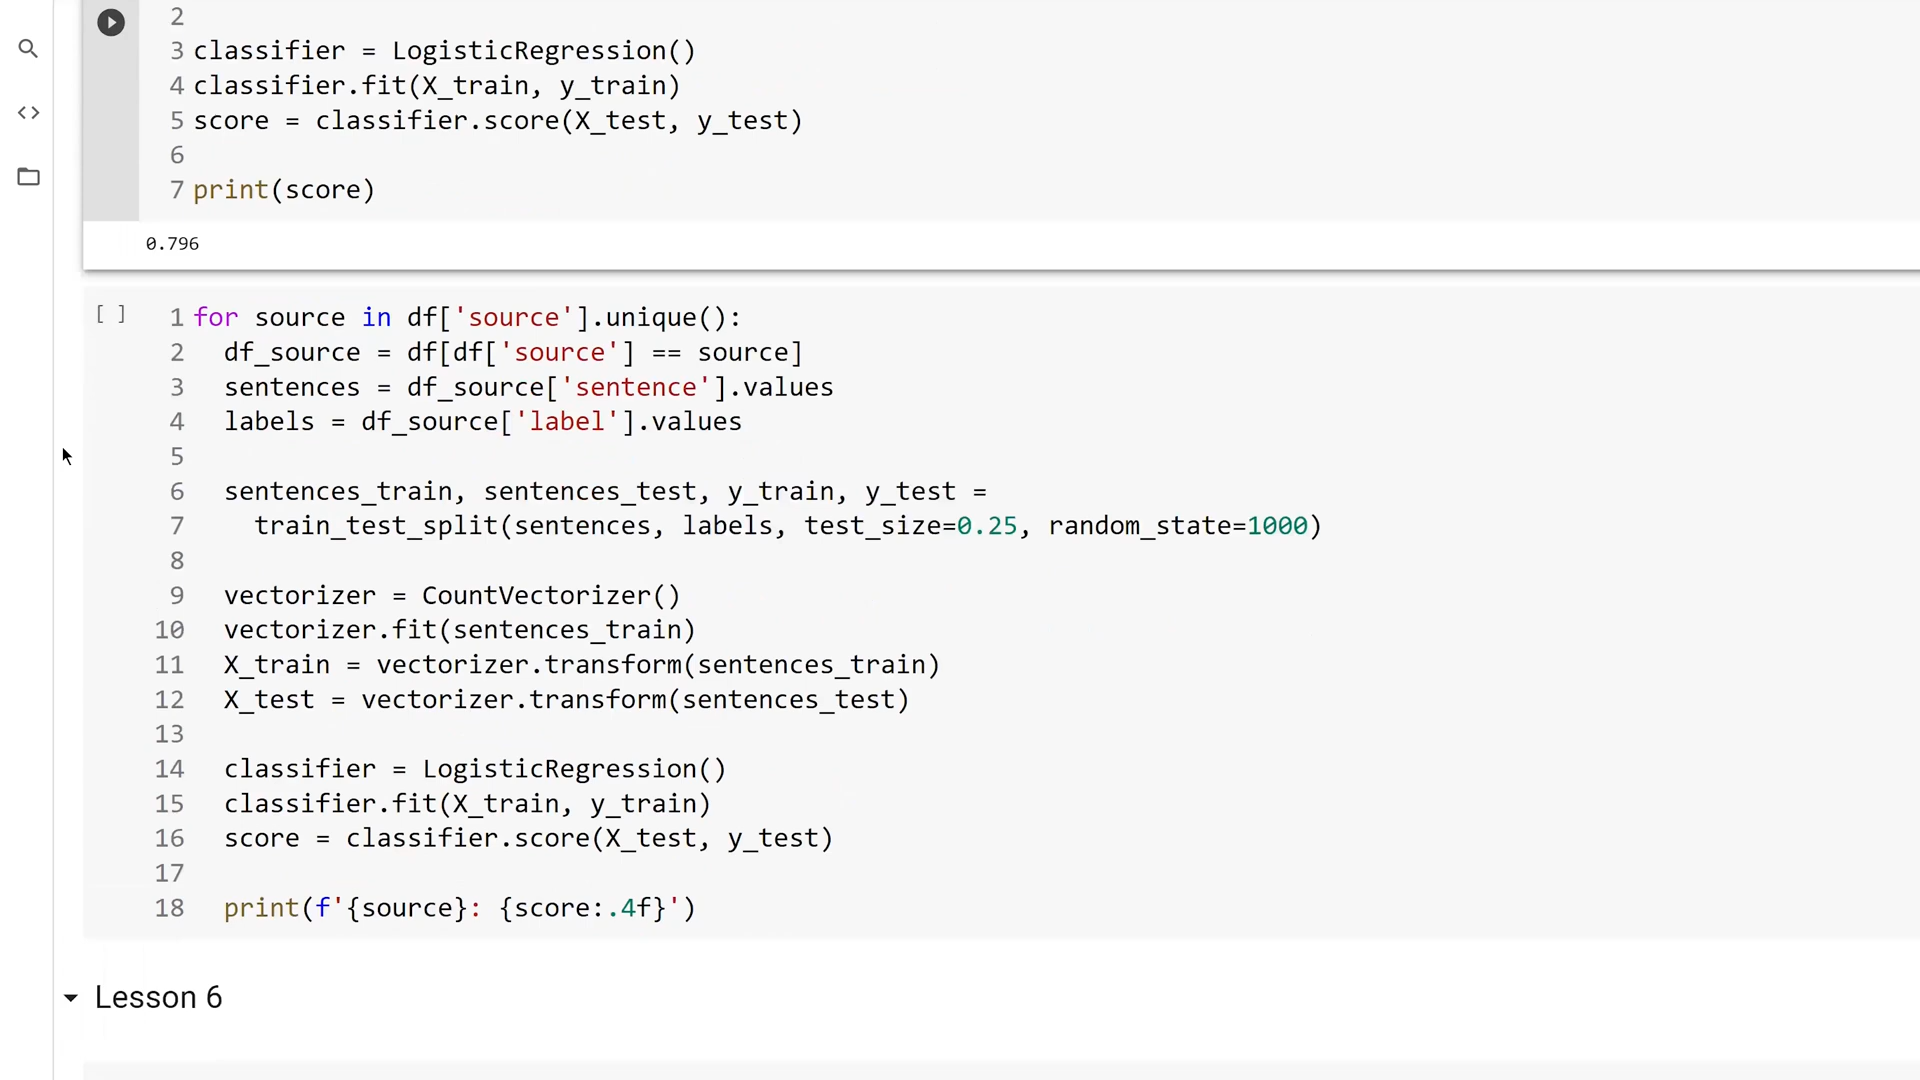 2
3 classifier = LogisticRegression()
4 classifier.fit(X_train, y_train)
5 score = classifier.score(X_test, y_test)
6
7 print(score)
0.796
[ ] 1 for source in df['source'].unique():
2   df_source = df[df['source'] == source]
3   sentences = df_source['sentence'].values
4   labels = df_source['label'].values
5
6   sentences_train, sentences_test, y_train, y_test =
7     train_test_split(sentences, labels, test_size=0.25, random_state=1000)
8
9   vectorizer = CountVectorizer()
10   vectorizer.fit(sentences_train)
11   X_train = vectorizer.transform(sentences_train)
12   X_test = vectorizer.transform(sentences_test)
13
14   classifier = LogisticRegression()
15   classifier.fit(X_train, y_train)
16   score = classifier.score(X_test, y_test)
17
18   print(f'{source}: {score:.4f}')
Lesson 6